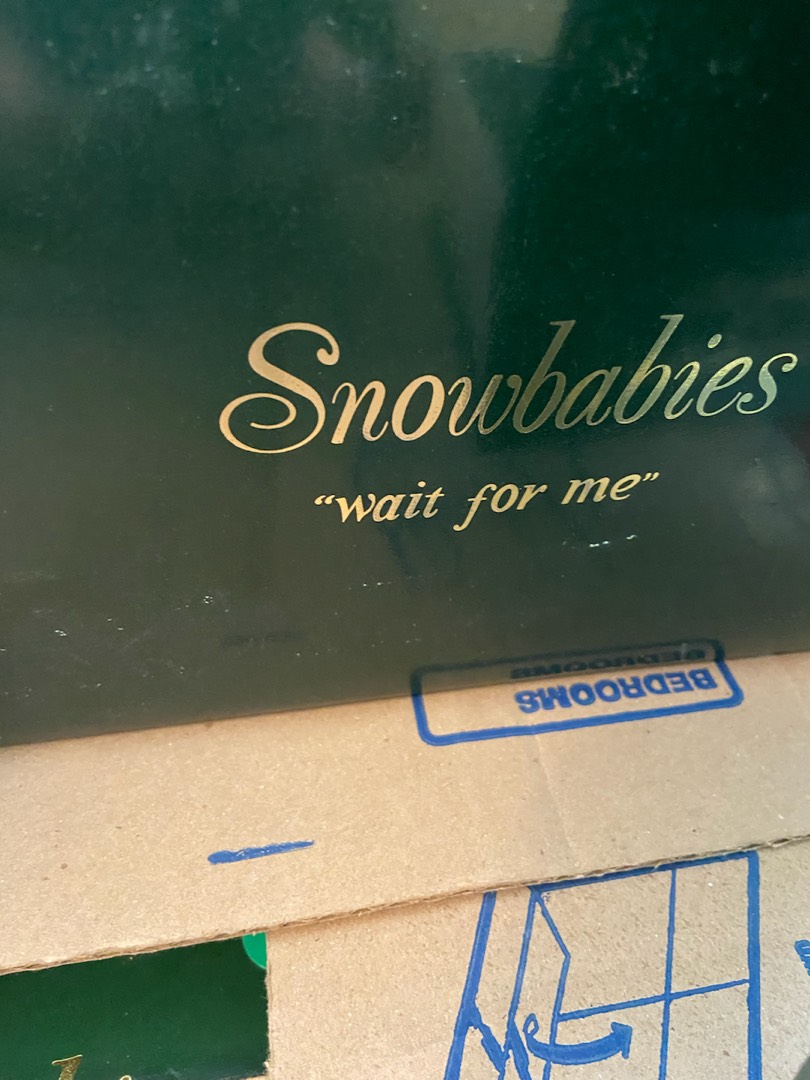 Snowbabies
“wait for me”
BEDROOMS